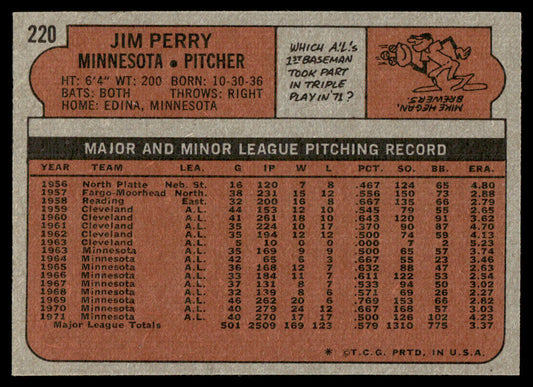 220
JIM PERRY
MINNESOTA • PITCHER
HT: 6'4" WT: 200 BORN: 10-30-36
BATS: BOTH THROWS: RIGHT
HOME: EDINA, MINNESOTA
WHICH A.L.'s
1ST BASEMAN
TOOK PART
IN TRIPLE
PLAY IN '71?
MIKE HEGAN,
BREWERS.
MAJOR AND MINOR LEAGUE PITCHING RECORD
YEAR TEAM LEA. G IP W L PCT. SO. BB. ERA.
1956 North Platte Neb. St. 16 120 7 8 .467 124 65 4.80
1957 Fargo-Moorhead North. 38 231 15 12 .556 150 73 2.88
1958 Reading East. 32 200 16 8 .667 135 66 2.79
1959 Cleveland A.L. 44 153 12 10 .545 79 55 2.65
1960 Cleveland A.L. 41 261 18 10 .643 120 91 3.62
1961 Cleveland A.L. 35 224 10 17 .370 90 87 4.70
1962 Cleveland A.L. 35 194 12 12 .500 74 59 4.13
1963 Cleveland A.L. 5 10 0 0 .000 7 2 5.23
1963 Minnesota A.L. 35 169 9 9 .500 65 57 3.74
1964 Minnesota A.L. 42 65 6 3 .667 55 23 3.46
1965 Minnesota A.L. 36 168 12 7 .632 88 47 2.63
1966 Minnesota A.L. 33 184 11 7 .611 122 53 2.54
1967 Minnesota A.L. 37 131 8 7 .533 94 50 3.02
1968 Minnesota A.L. 32 139 8 6 .571 69 26 2.27
1969 Minnesota A.L. 46 262 20 6 .769 153 66 2.82
1970 Minnesota A.L. 40 279 24 12 .667 168 57 3.03
1971 Minnesota A.L. 40 270 17 17 .500 126 102 4.23
Major League Totals 501 2509 169 123 .579 1310 775 3.37
* © T.C.G. PRTD. IN U.S.A.